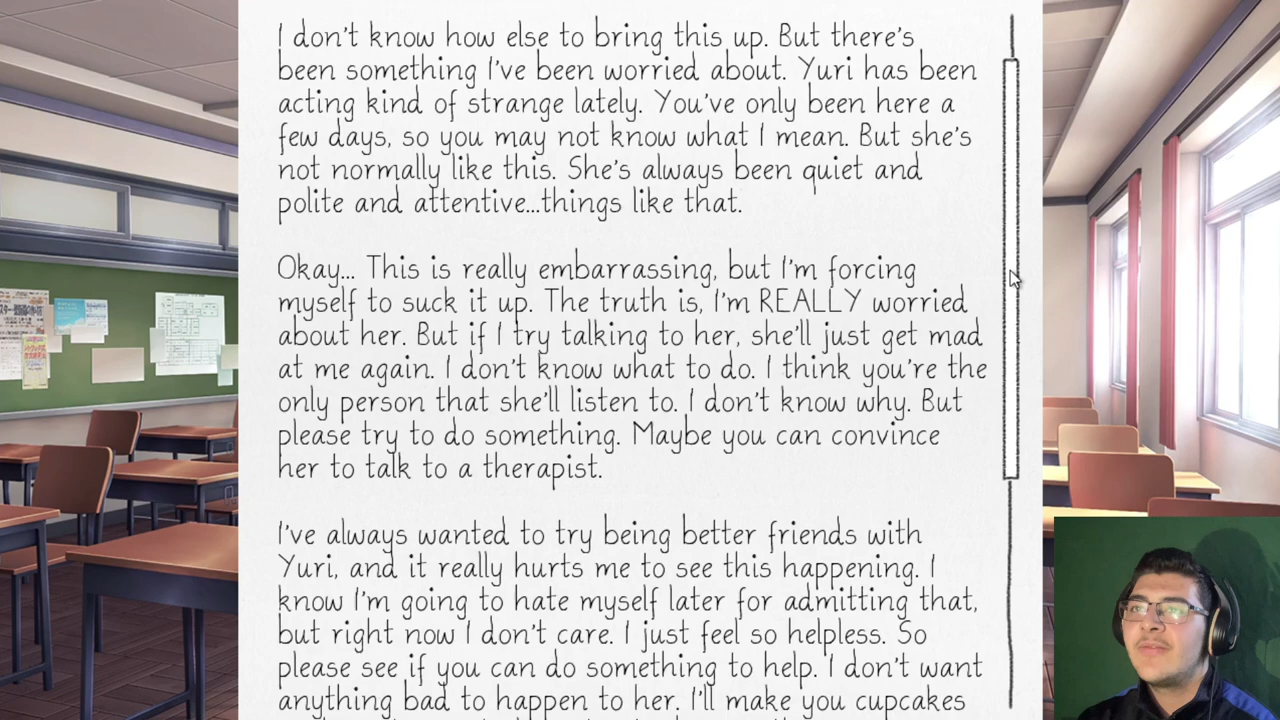 I don't know how else to bring this up. But there's
been something I've been worried about. Yuri has been
acting kind of strange lately. You've only been here a
few days, so you may not know what I mean. But she's
not normally like this. She's always been quiet and
polite and attentive...things like that.
Okay... This is really embarrassing, but I'm forcing
myself to suck it up. The truth is, I'm REALLY worried
about her. But if I try talking to her, she'll just get mad
at me again. I don't know what to do. I think you're the
only person that she'll listen to. I don't know why. But
please try to do something. Maybe you can convince
her to talk to a therapist.
I've always wanted to try being better friends with
Yuri, and it really hurts me to see this happening. I
know I'm going to hate myself later for admitting that,
but right now I don't care. I just feel so helpless. So
please see if you can do something to help. I don't want
anything bad to happen to her. I'll make you cupcakes